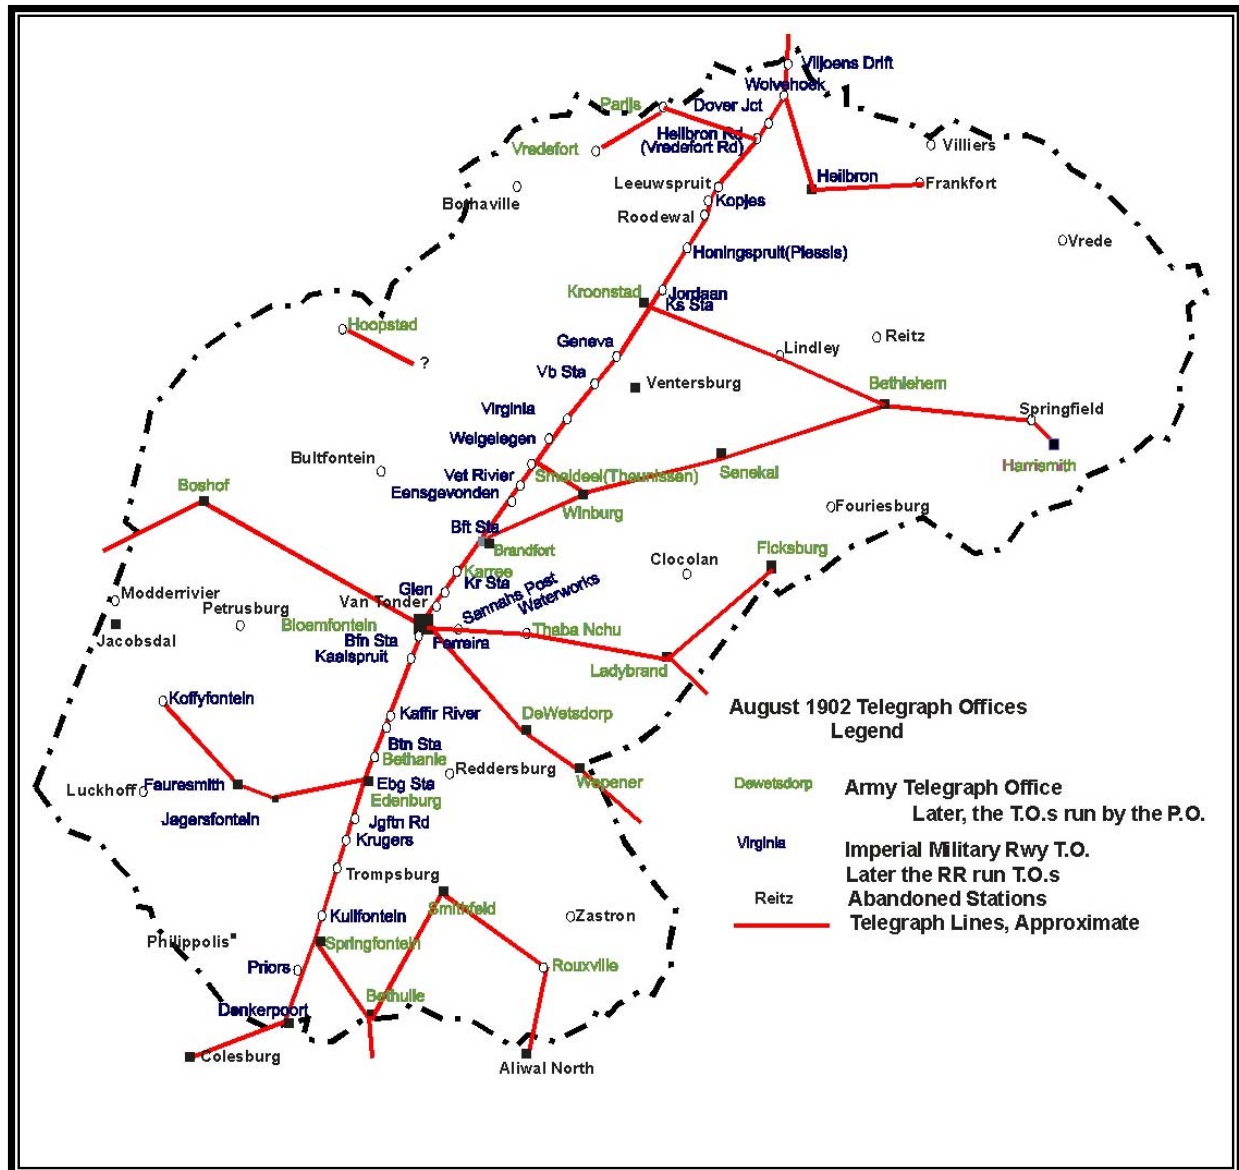 Viljoens Drift
Wolvehoek
Parijs
Dover Jct
Heilbron Rd
(Vredefort Rd)
Vredefort
Villiers
Leeuwspruit
Heilbron
Frankfort
Bothaville
Kopjes
Roodewal
Vrede
Honingspruit(Plessis)
Kroonstad
Jordaan
Ks Sta
Hoopstad
?
Geneva
Lindley
Reitz
Vb Sta
Ventersburg
Bethlehem
Virginia
Springfield
Welgelegen
Bultfontein
Harrismith
Vet Rivier
Smaldeel(Theunissen)
Senekal
Boshof
Eensgevonden
Winburg
Fouriesburg
Bft Sta
Brandfort
Ficksburg
Clocolan
Karree
Kr Sta
Glen
Modderrivier
Van Tonder
Sannahs Post
Waterworks
Petrusburg
Bloemfontein
Jacobsdal
Bfn Sta
Ferreira
Thaba Nchu
Kaalspruit
Ladybrand
Koffyfontein
Kaffir River
DeWetsdorp
August 1902 Telegraph Offices
Legend
Btn Sta
Bethanie
Reddersburg
Wepener
Luckhoff
Fauresmith
Ebg Sta
Edenburg
Dewetsdorp
Army Telegraph Office
Later, the T.O.s run by the P.O.
Jagersfontein
Jgftn Rd
Krugers
Virginia
Imperial Military Rwy T.O.
Later the RR run T.O.s
Trompsburg
Reitz
Abandoned Stations
Smithfeld
Kuilfontein
Zastron
Telegraph Lines, Approximate
Philippolis
Springfontein
Priors
Rouxville
Bethulie
Donkerpoort
Colesburg
Aliwal North